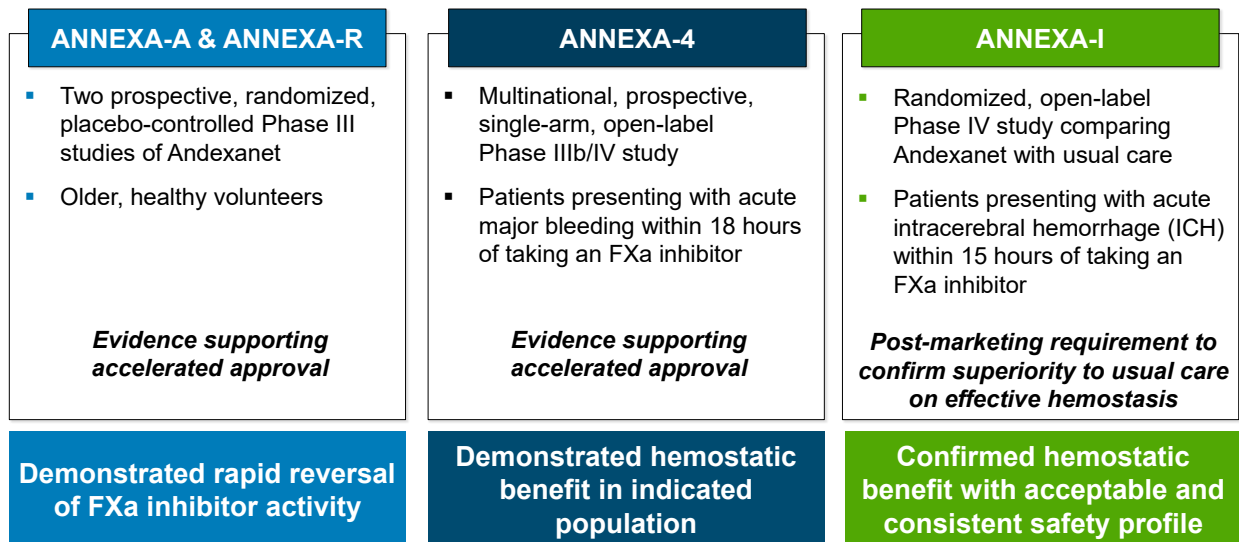 ANNEXA-A & ANNEXA-R
▪ Two prospective, randomized,
placebo-controlled Phase III
studies of Andexanet
▪ Older, healthy volunteers
Evidence supporting
accelerated approval
Demonstrated rapid reversal
of FXa inhibitor activity
ANNEXA-4
▪ Multinational, prospective,
single-arm, open-label
Phase IIIb/IV study
▪ Patients presenting with acute
major bleeding within 18 hours
of taking an FXa inhibitor
Evidence supporting
accelerated approval
Demonstrated hemostatic
benefit in indicated
population
ANNEXA-I
▪ Randomized, open-label
Phase IV study comparing
Andexanet with usual care
▪ Patients presenting with acute
intracerebral hemorrhage (ICH)
within 15 hours of taking an
FXa inhibitor
Post-marketing requirement to
confirm superiority to usual care
on effective hemostasis
Confirmed hemostatic
benefit with acceptable and
consistent safety profile